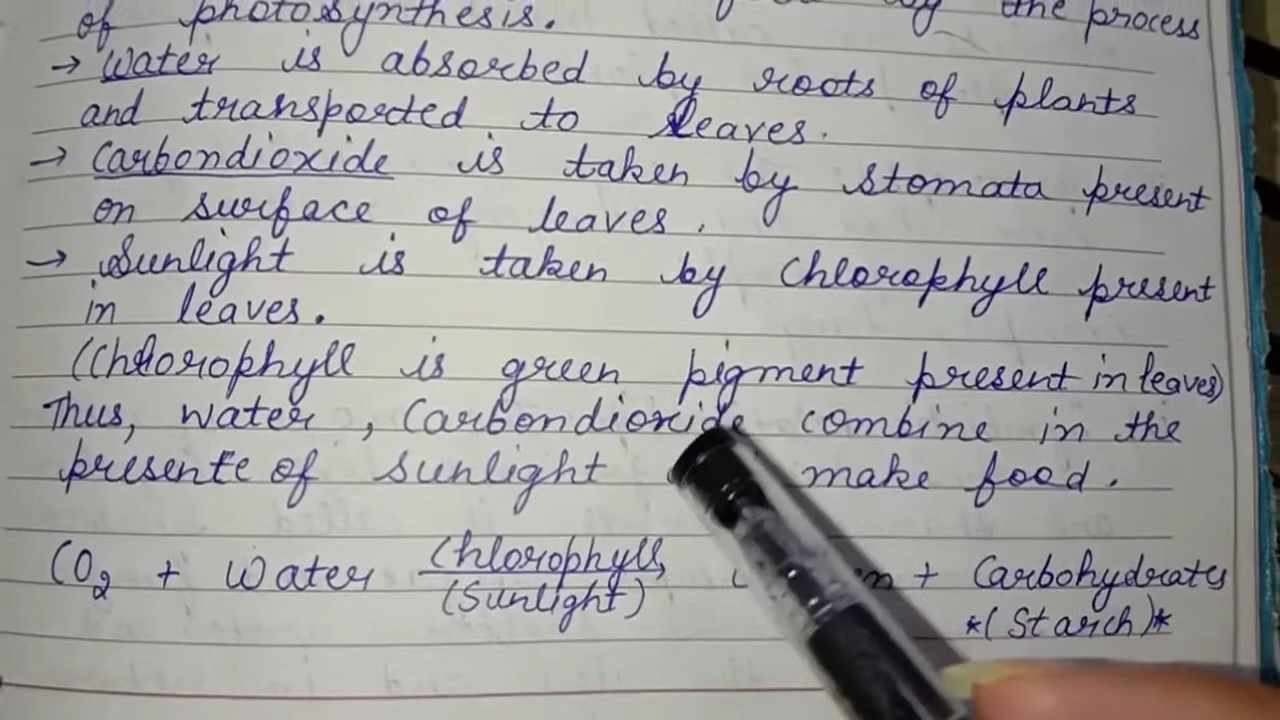 of photosynthesis. by the process
→ Water is absorbed by roots of plants
and transported to leaves.
→ Carbondioxide is taken by stomata present
on surface of leaves.
→ Sunlight is taken by Chlorophyll present
in leaves.
(Chlorophyll is green pigment present in leaves)
Thus, water, Carbondioxide combine in the
presente of sunlight make food.
CO₂ + Water Chlorophyll + Carbohydrates
(Sunlight) *(Starch)*